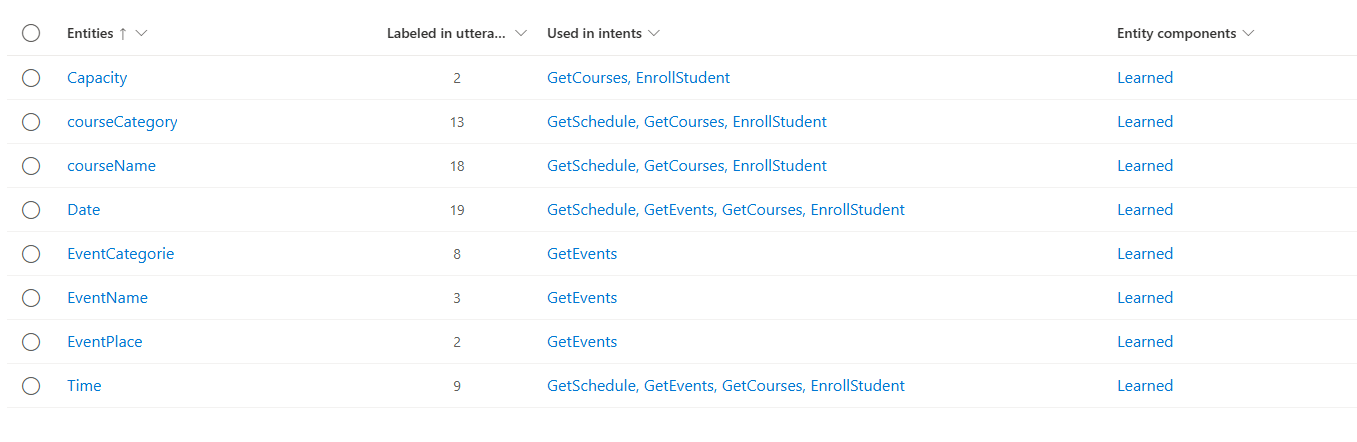 Entities ↑ Labeled in uttera... Used in intents Entity components
Capacity 2 GetCourses, EnrollStudent Learned
courseCategory 13 GetSchedule, GetCourses, EnrollStudent Learned
courseName 18 GetSchedule, GetCourses, EnrollStudent Learned
Date 19 GetSchedule, GetEvents, GetCourses, EnrollStudent Learned
EventCategorie 8 GetEvents Learned
EventName 3 GetEvents Learned
EventPlace 2 GetEvents Learned
Time 9 GetSchedule, GetEvents, GetCourses, EnrollStudent Learned